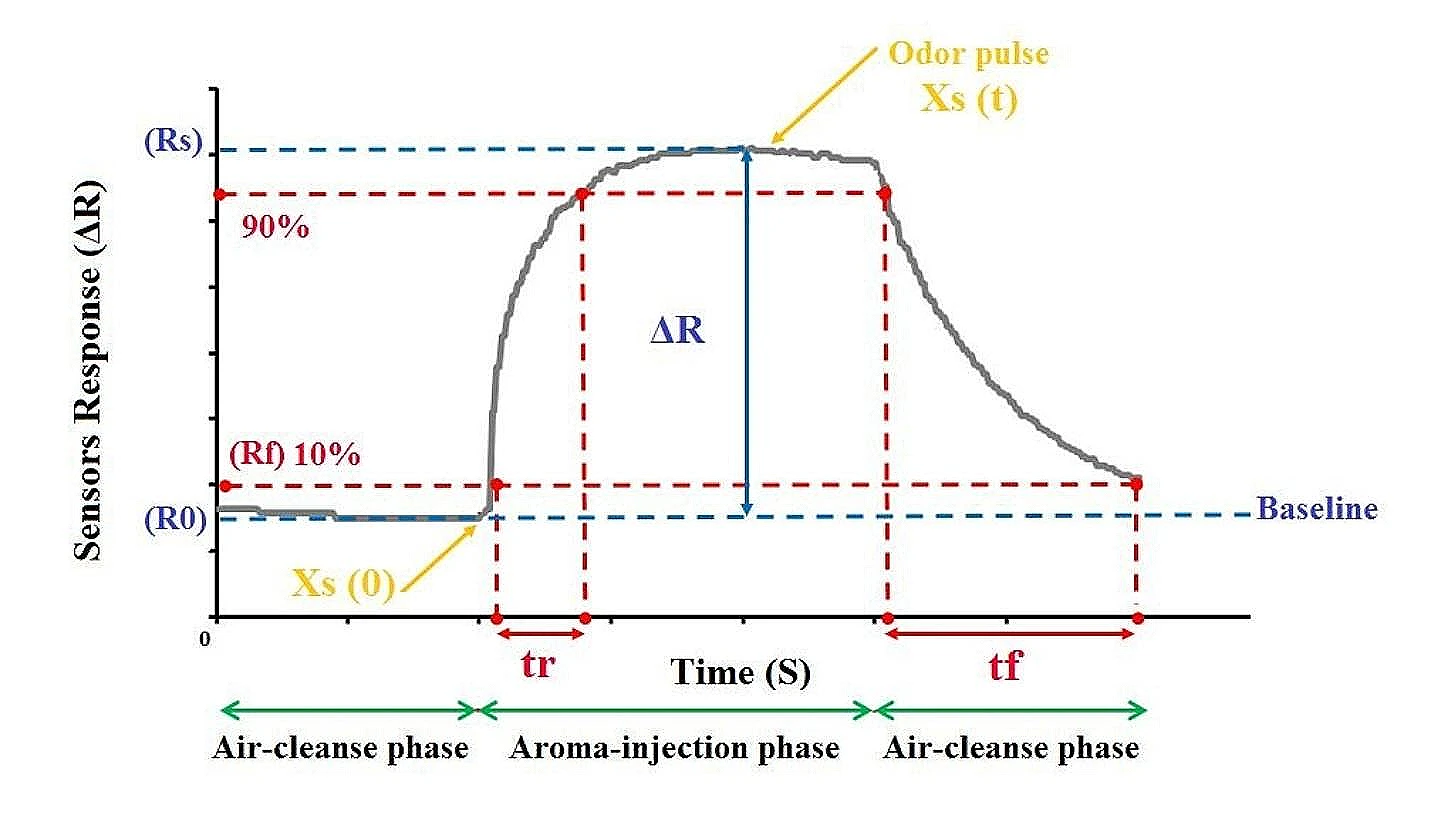 Odor pulse
Xs (t)
(Rs)
90%
Sensors Response (ΔR)
ΔR
(Rf) 10%
(R0)
Baseline
Xs (0)
0
tr
Time (S)
tf
Air-cleanse phase
Aroma-injection phase
Air-cleanse phase